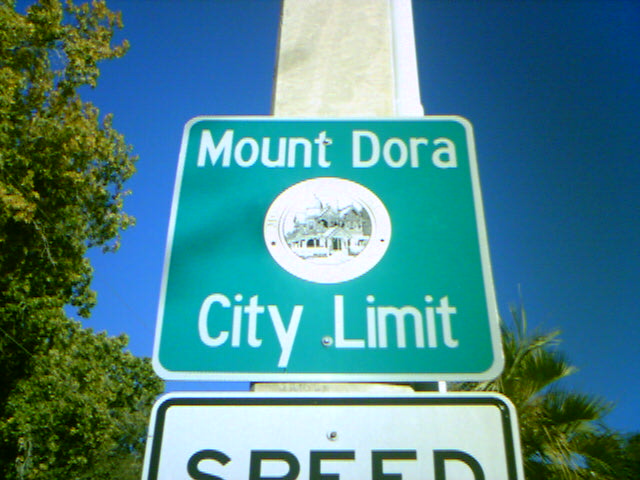 Mount Dora
City Limit
SPEED